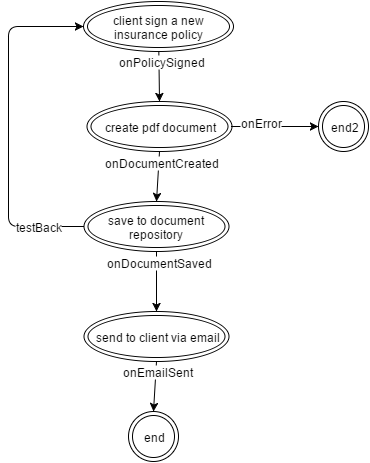 client sign a new
insurance policy
onPolicySigned
create pdf document
onError
end2
onDocumentCreated
save to document
repository
testBack
onDocumentSaved
send to client via email
onEmailSent
end